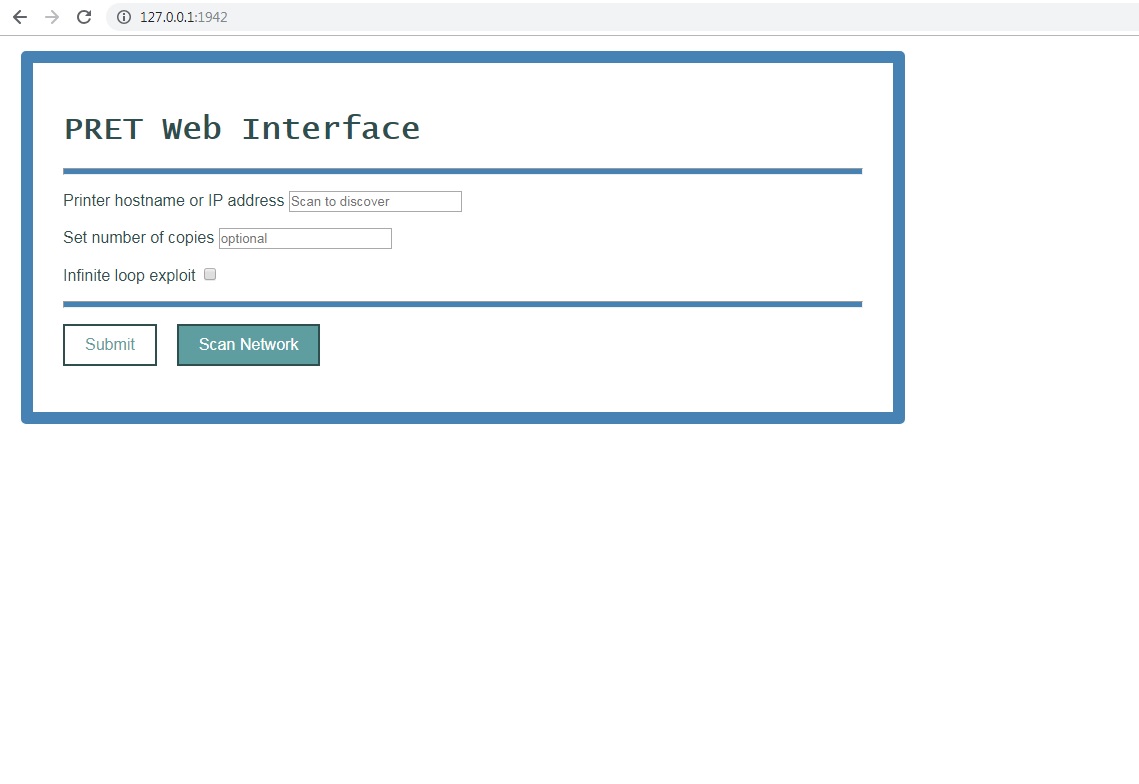 127.0.0.1:1942
PRET Web Interface
Printer hostname or IP address Scan to discover
Set number of copies optional
Infinite loop exploit
Submit Scan Network